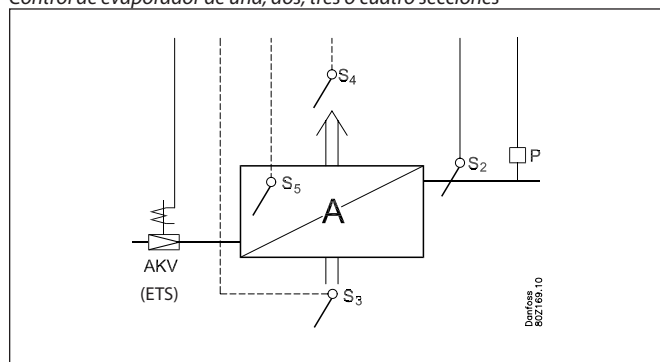 Control de evaporador de una, dos, tres o cuatro secciones
S4
S2
P
S5
A
AKV
(ETS)
S3
Danfoss
80Z169.10